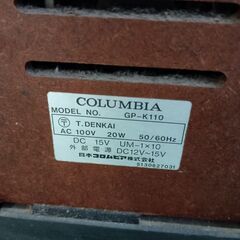 COLUMBIA
MODEL NO. GP-K110
〒 T.DENKAI
AC 100V 20W 50/60Hz
DC 15V UM-1×10
外部電源 DC12V~15V
日本コロムビア株式会社
5130827031